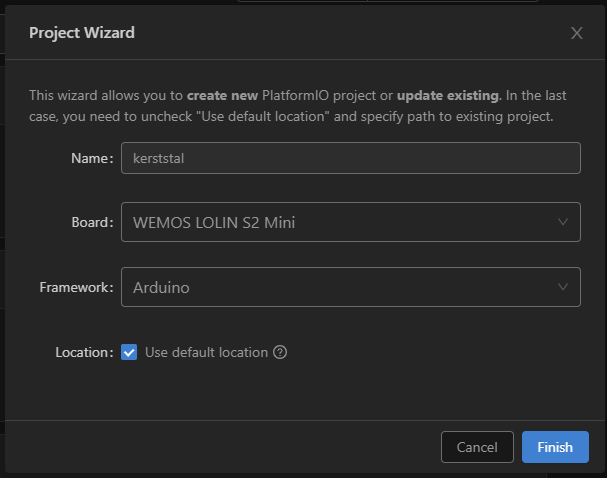 Project Wizard
This wizard allows you to create new PlatformIO project or update existing. In the last
case, you need to uncheck "Use default location" and specify path to existing project.
Name: kerststal
Board: WEMOS LOLIN S2 Mini
Framework: Arduino
Location: Use default location
Cancel Finish